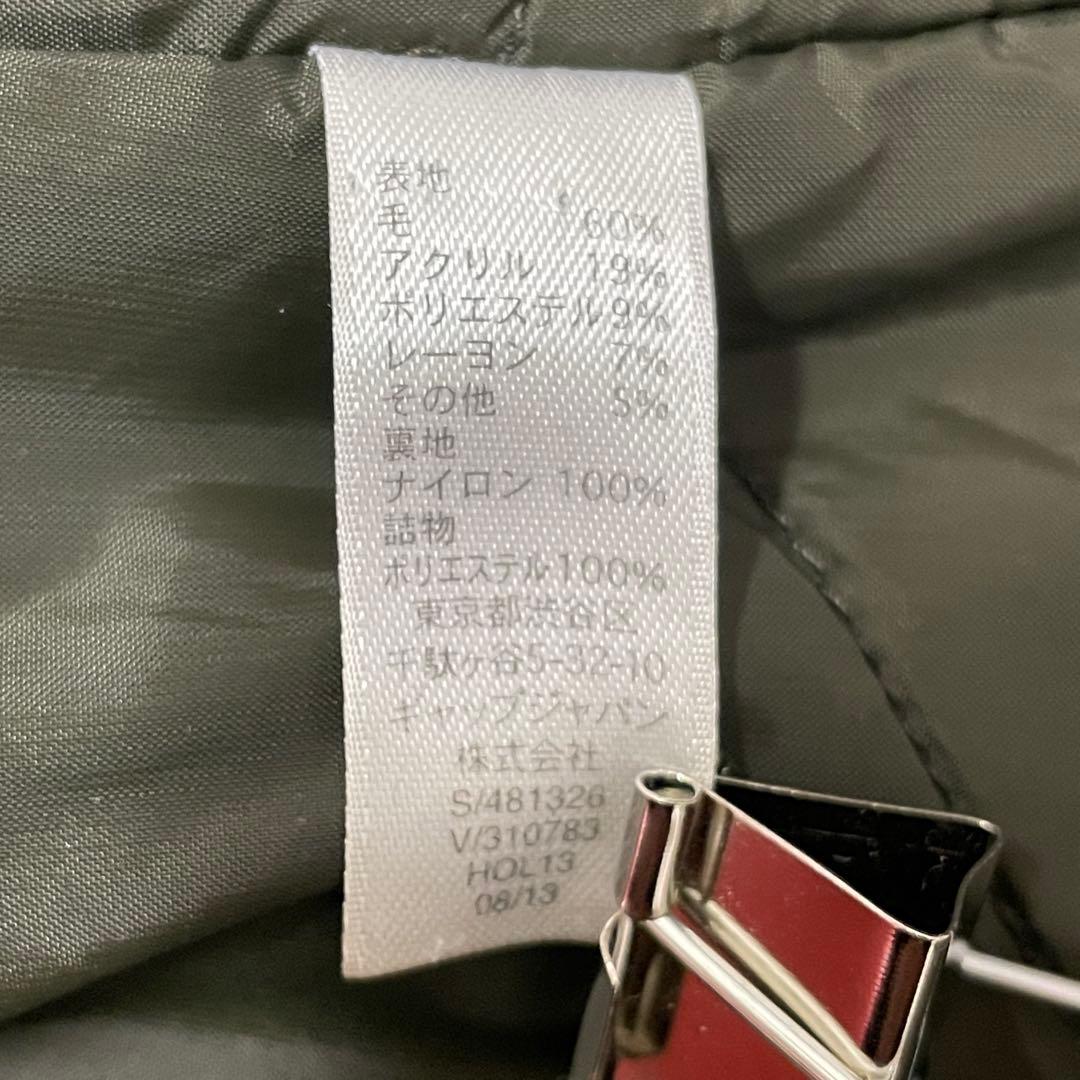 表地
毛 60%
アクリル 19%
ポリエステル 9%
レーヨン 7%
その他 5%
裏地
ナイロン 100%
詰物
ポリエステル 100%
東京都渋谷区
千駄ヶ谷5-32-10
ギャップジャパン
株式会社
S/481326
V/310783
HOL13
08/13